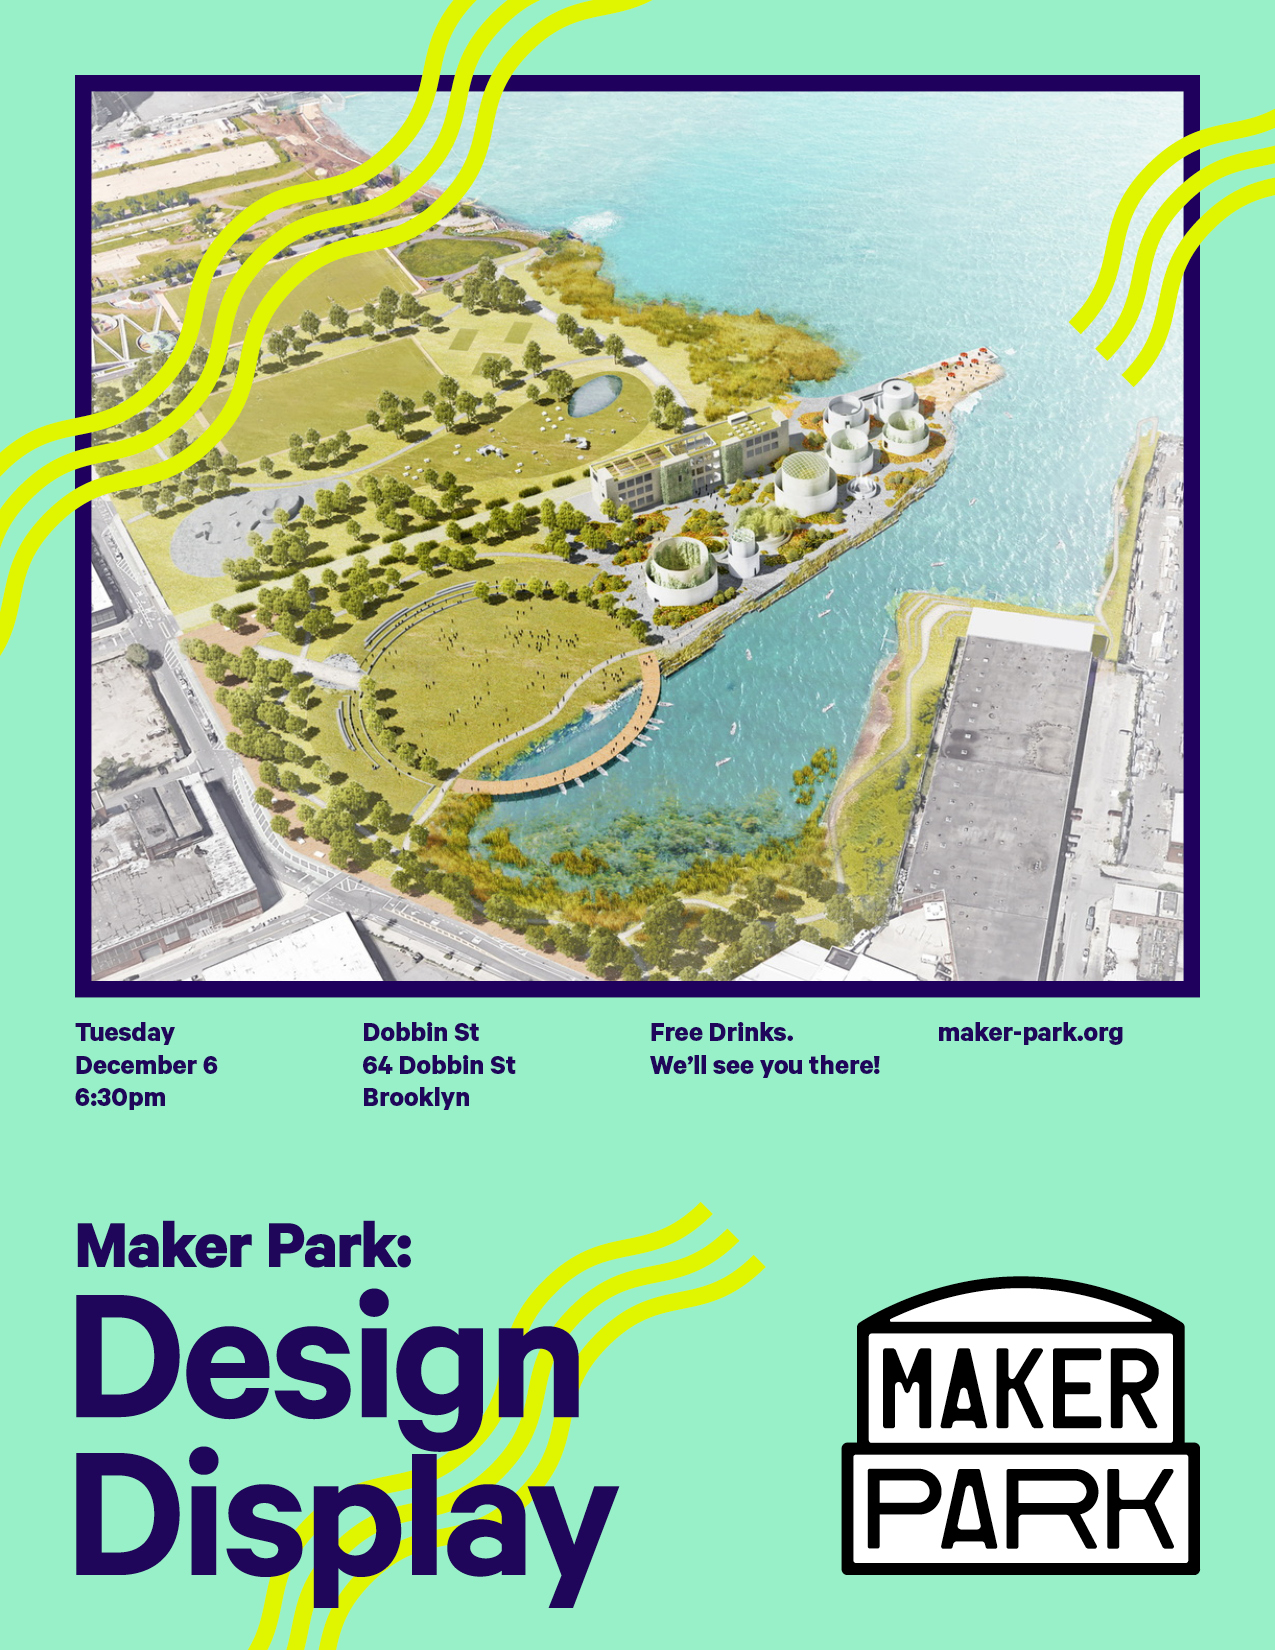 Tuesday
December 6
6:30pm
Dobbin St
64 Dobbin St
Brooklyn
Free Drinks.
We’ll see you there!
maker-park.org
Maker Park:
Design
Display
MAKER
PARK